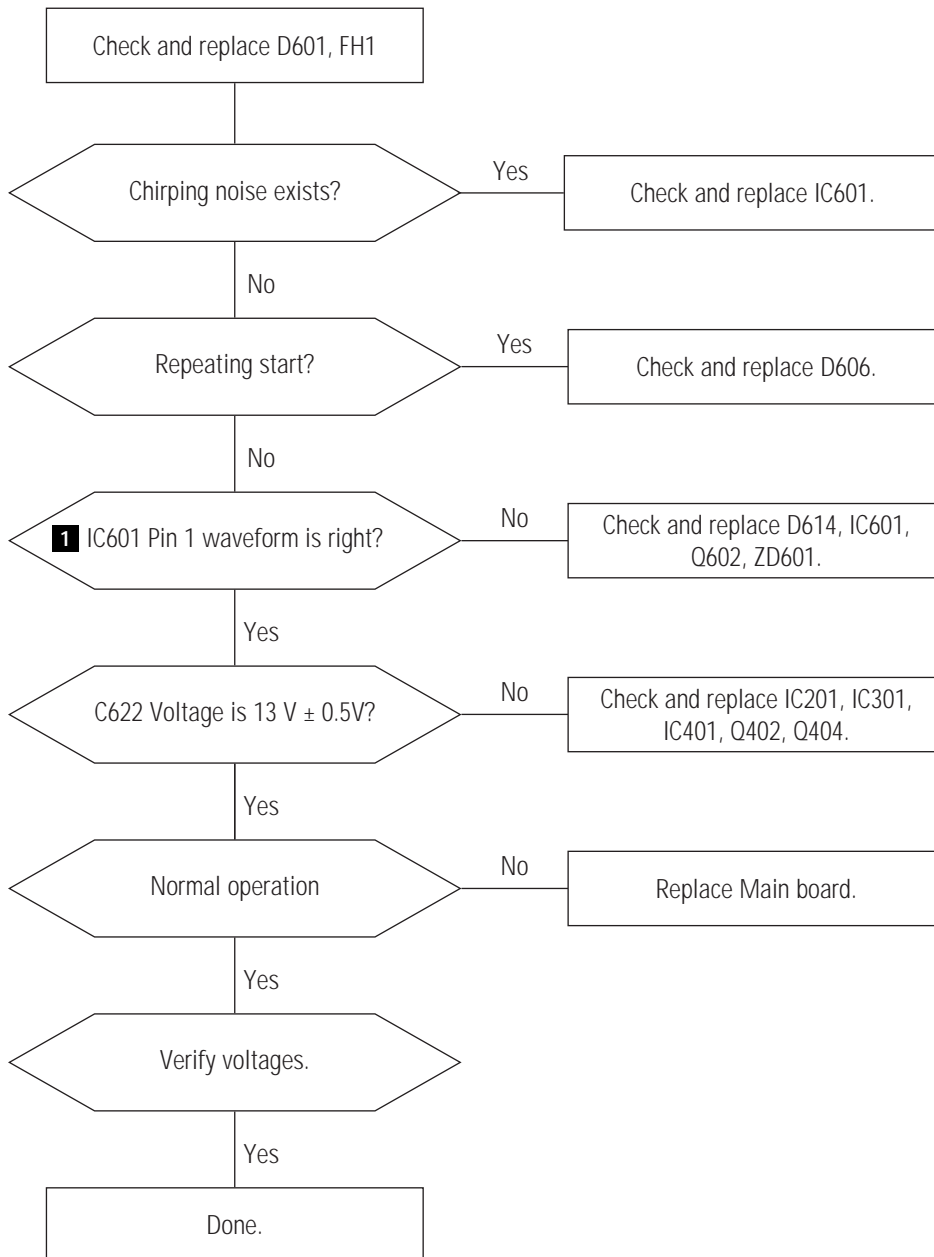 Check and replace D601, FH1
Chirping noise exists?
Yes
Check and replace IC601.
No
Repeating start?
Yes
Check and replace D606.
No
1 IC601 Pin 1 waveform is right?
No
Check and replace D614, IC601,
Q602, ZD601.
Yes
C622 Voltage is 13 V ± 0.5V?
No
Check and replace IC201, IC301,
IC401, Q402, Q404.
Yes
Normal operation
No
Replace Main board.
Yes
Verify voltages.
Yes
Done.